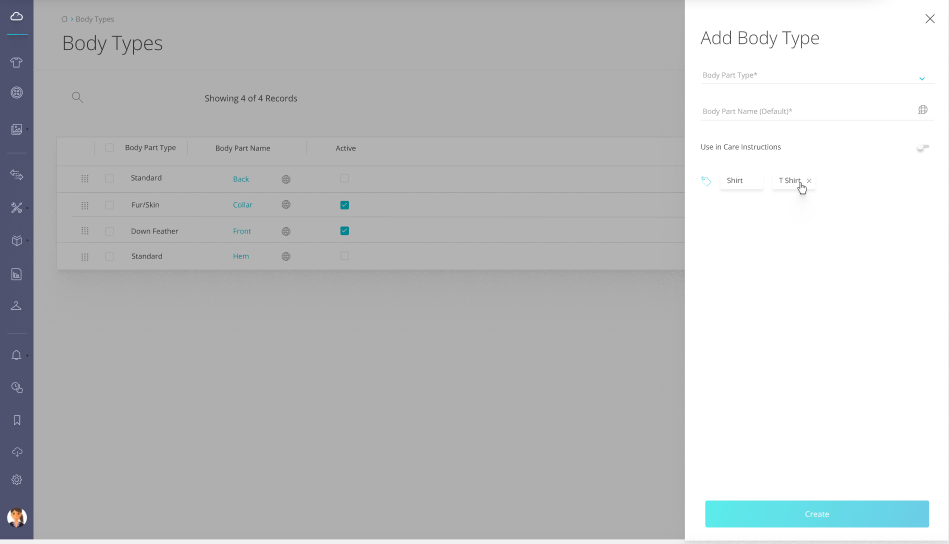 Body Types
Body Types
Showing 4 of 4 Records
Body Part Type Body Part Name Active
Standard Back
Fur/Skin Collar
Down Feather Front
Standard Hem
Add Body Type
Body Part Type*
Body Part Name (Default)*
Use in Care Instructions
Shirt T Shirt
Create